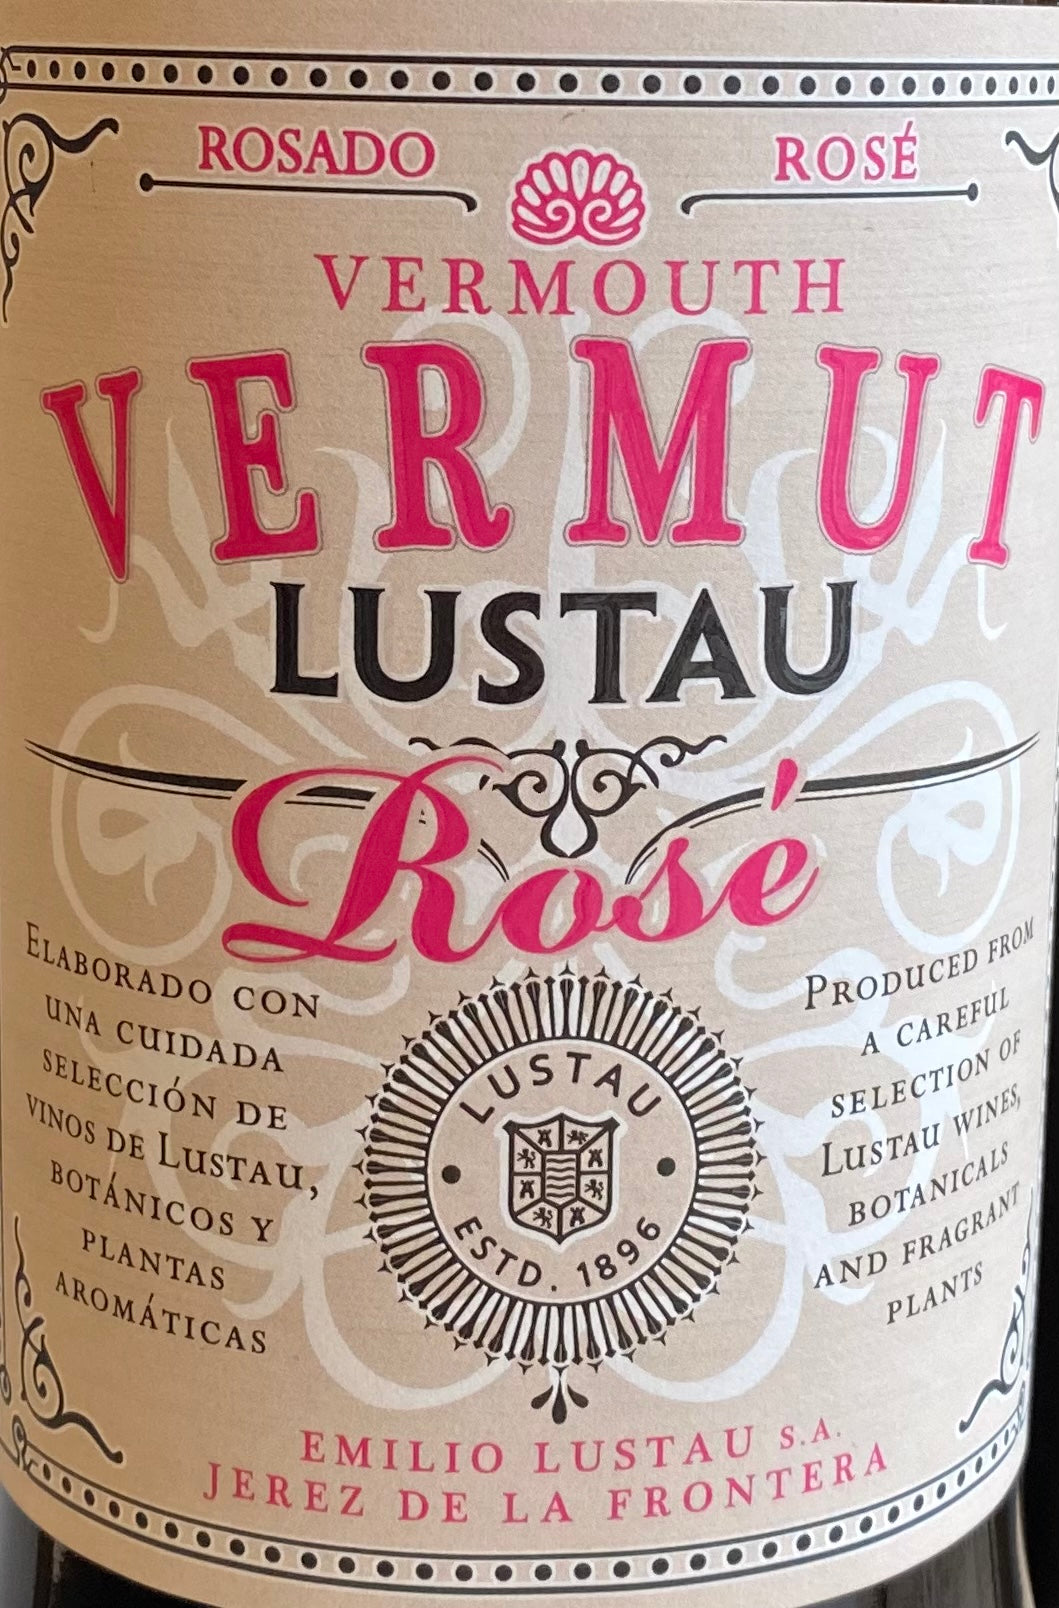 ROSADO
ROSÉ
VERMOUTH
VERMUT
LUSTAU
Rosé
ELABORADO CON
UNA CUIDADA
SELECCIÓN DE
VINOS DE LUSTAU,
BOTÁNICOS Y
PLANTAS
AROMÁTICAS
LUSTAU
ESTD. 1896
PRODUCED FROM
A CAREFUL
SELECTION OF
LUSTAU WINES,
BOTANICALS
AND FRAGRANT
PLANTS
EMILIO LUSTAU S.A.
JEREZ DE LA FRONTERA